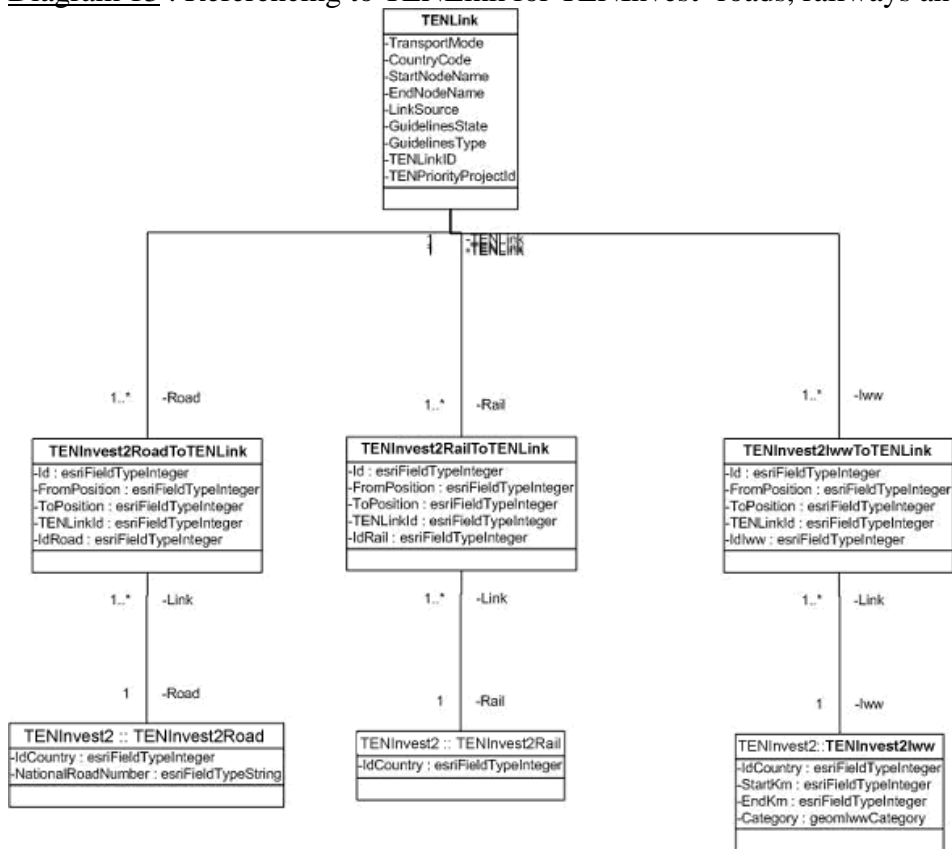 Diagram 13 : Referencing to TENLink for TENInvest roads, railways an
TENLink
-TransportMode
-CountryCode
-StartNodeName
-EndNodeName
-LinkSource
-GuidelinesState
-GuidelinesType
-TENLinkID
-TENPriorityProjectId
1 -TENLink
1 -TENLink
1..* -Road
1..* -Rail
1..* -Iww
TENInvest2RoadToTENLink
-Id : esriFieldTypeInteger
-FromPosition : esriFieldTypeInteger
-ToPosition : esriFieldTypeInteger
-TENLinkId : esriFieldTypeInteger
-IdRoad : esriFieldTypeInteger
TENInvest2RailToTENLink
-Id : esriFieldTypeInteger
-FromPosition : esriFieldTypeInteger
-ToPosition : esriFieldTypeInteger
-TENLinkId : esriFieldTypeInteger
-IdRail : esriFieldTypeInteger
TENInvest2IwwToTENLink
-Id : esriFieldTypeInteger
-FromPosition : esriFieldTypeInteger
-ToPosition : esriFieldTypeInteger
-TENLinkId : esriFieldTypeInteger
-IdIww : esriFieldTypeInteger
1..* -Link
1..* -Link
1..* -Link
1 -Road
1 -Rail
1 -Iww
TENInvest2 :: TENInvest2Road
-IdCountry : esriFieldTypeInteger
-NationalRoadNumber : esriFieldTypeString
TENInvest2 :: TENInvest2Rail
-IdCountry : esriFieldTypeInteger
TENInvest2::TENInvest2Iww
-IdCountry : esriFieldTypeInteger
-StartKm : esriFieldTypeInteger
-EndKm : esriFieldTypeInteger
-Category : geomIwwCategory